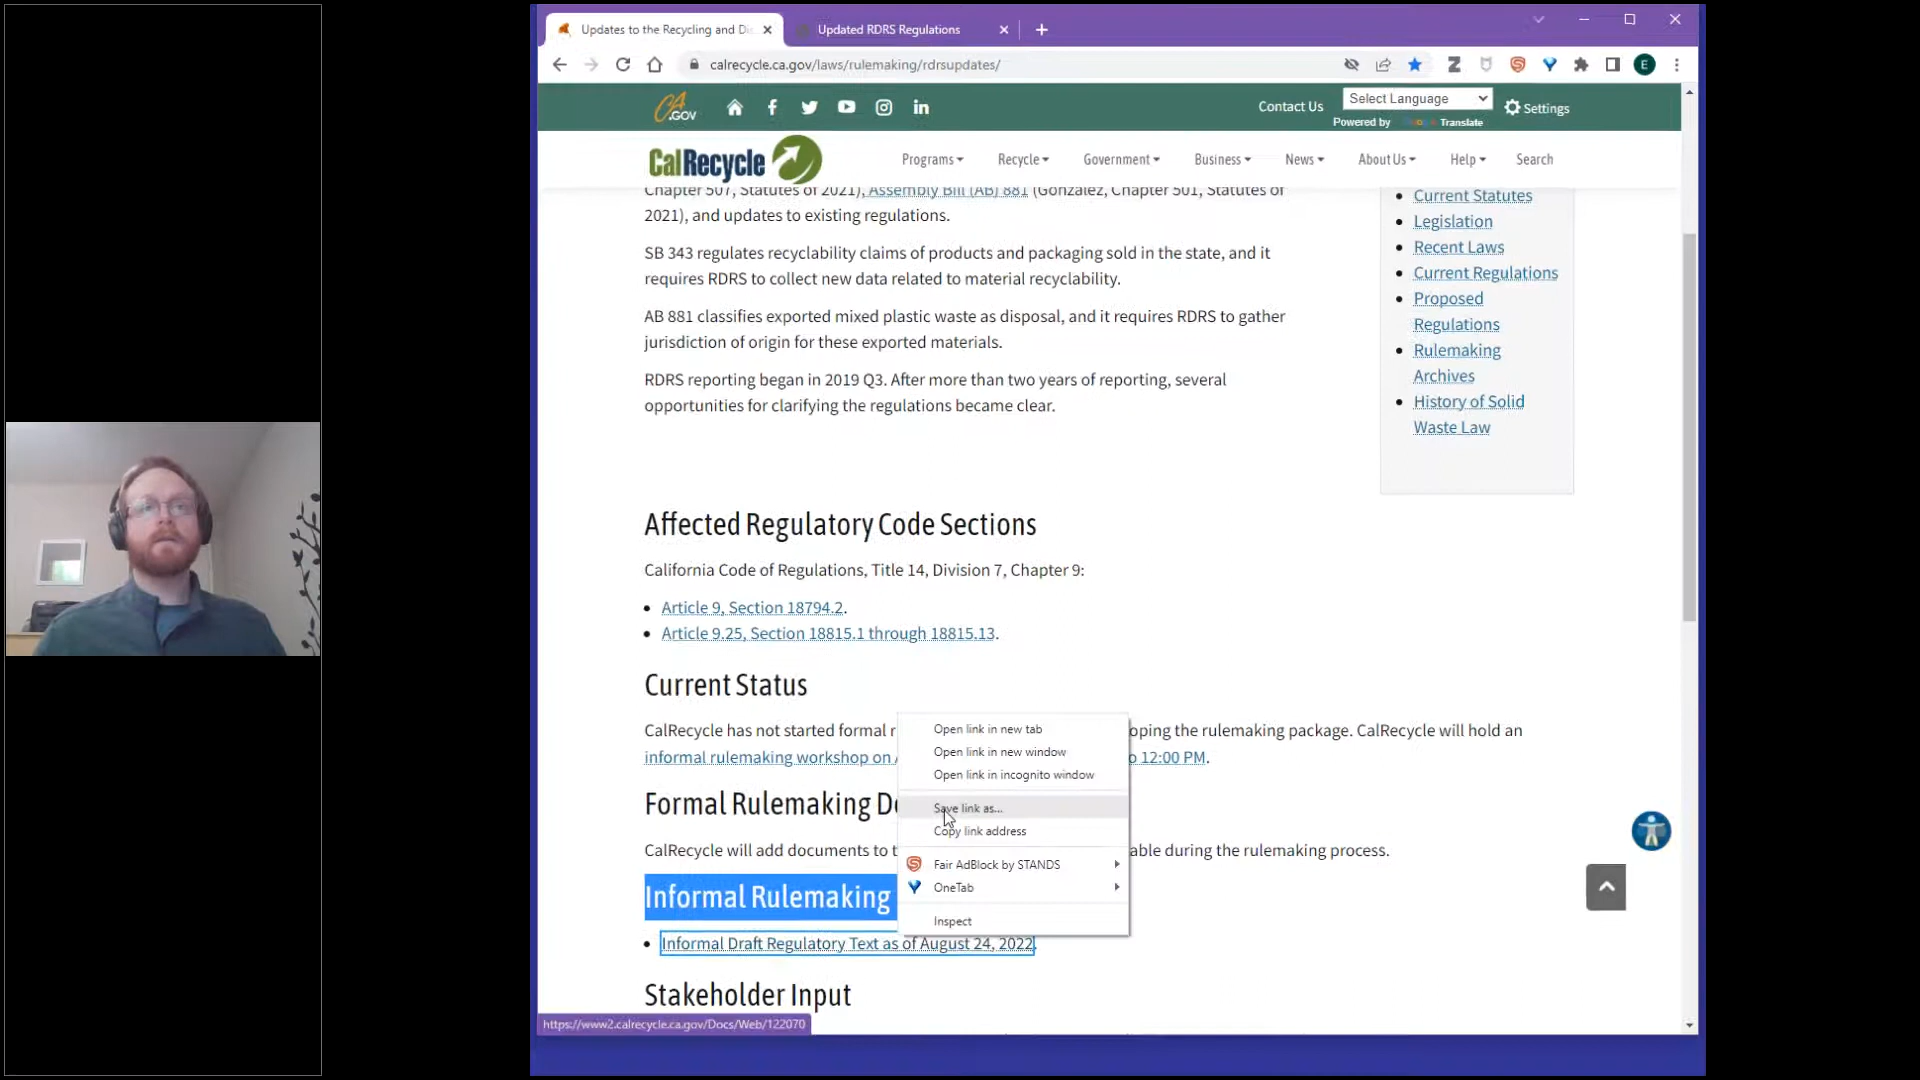 Updates to the Recycling and Di
Updated RDRS Regulations
calrecycle.ca.gov/laws/rulemaking/rdrsupdates/
E
CA.GOV
Contact Us
Select Language
Powered by Translate
Settings
CalRecycle
Programs
Recycle
Government
Business
News
About Us
Help
Search
Chapter 507, Statutes of 2021), Assembly Bill (AB) 881 (Gonzalez, Chapter 501, Statutes of
2021), and updates to existing regulations.
SB 343 regulates recyclability claims of products and packaging sold in the state, and it
requires RDRS to collect new data related to material recyclability.
AB 881 classifies exported mixed plastic waste as disposal, and it requires RDRS to gather
jurisdiction of origin for these exported materials.
RDRS reporting began in 2019 Q3. After more than two years of reporting, several
opportunities for clarifying the regulations became clear.
Current Statutes
Legislation
Recent Laws
Current Regulations
Proposed
Regulations
Rulemaking
Archives
History of Solid
Waste Law
Affected Regulatory Code Sections
California Code of Regulations, Title 14, Division 7, Chapter 9:
Article 9, Section 18794.2.
Article 9.25, Section 18815.1 through 18815.13.
Current Status
CalRecycle has not started formal r oping the rulemaking package. CalRecycle will hold an
informal rulemaking workshop on o 12:00 PM.
Formal Rulemaking Do
CalRecycle will add documents to t able during the rulemaking process.
Informal Rulemaking
Informal Draft Regulatory Text as of August 24, 2022.
Stakeholder Input
Open link in new tab
Open link in new window
Open link in incognito window
Save link as...
Copy link address
Fair AdBlock by STANDS
OneTab
Inspect
https://www2.calrecycle.ca.gov/Docs/Web/122070